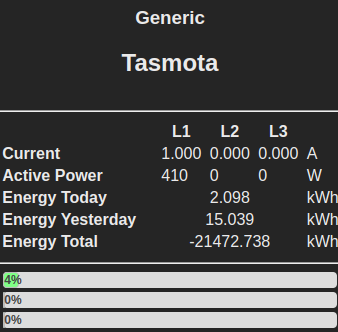 Generic
Tasmota
L1 L2 L3
Current 1.000 0.000 0.000 A
Active Power 410 0 0 W
Energy Today 2.098 kWh
Energy Yesterday 15.039 kWh
Energy Total -21472.738 kWh
4%
0%
0%